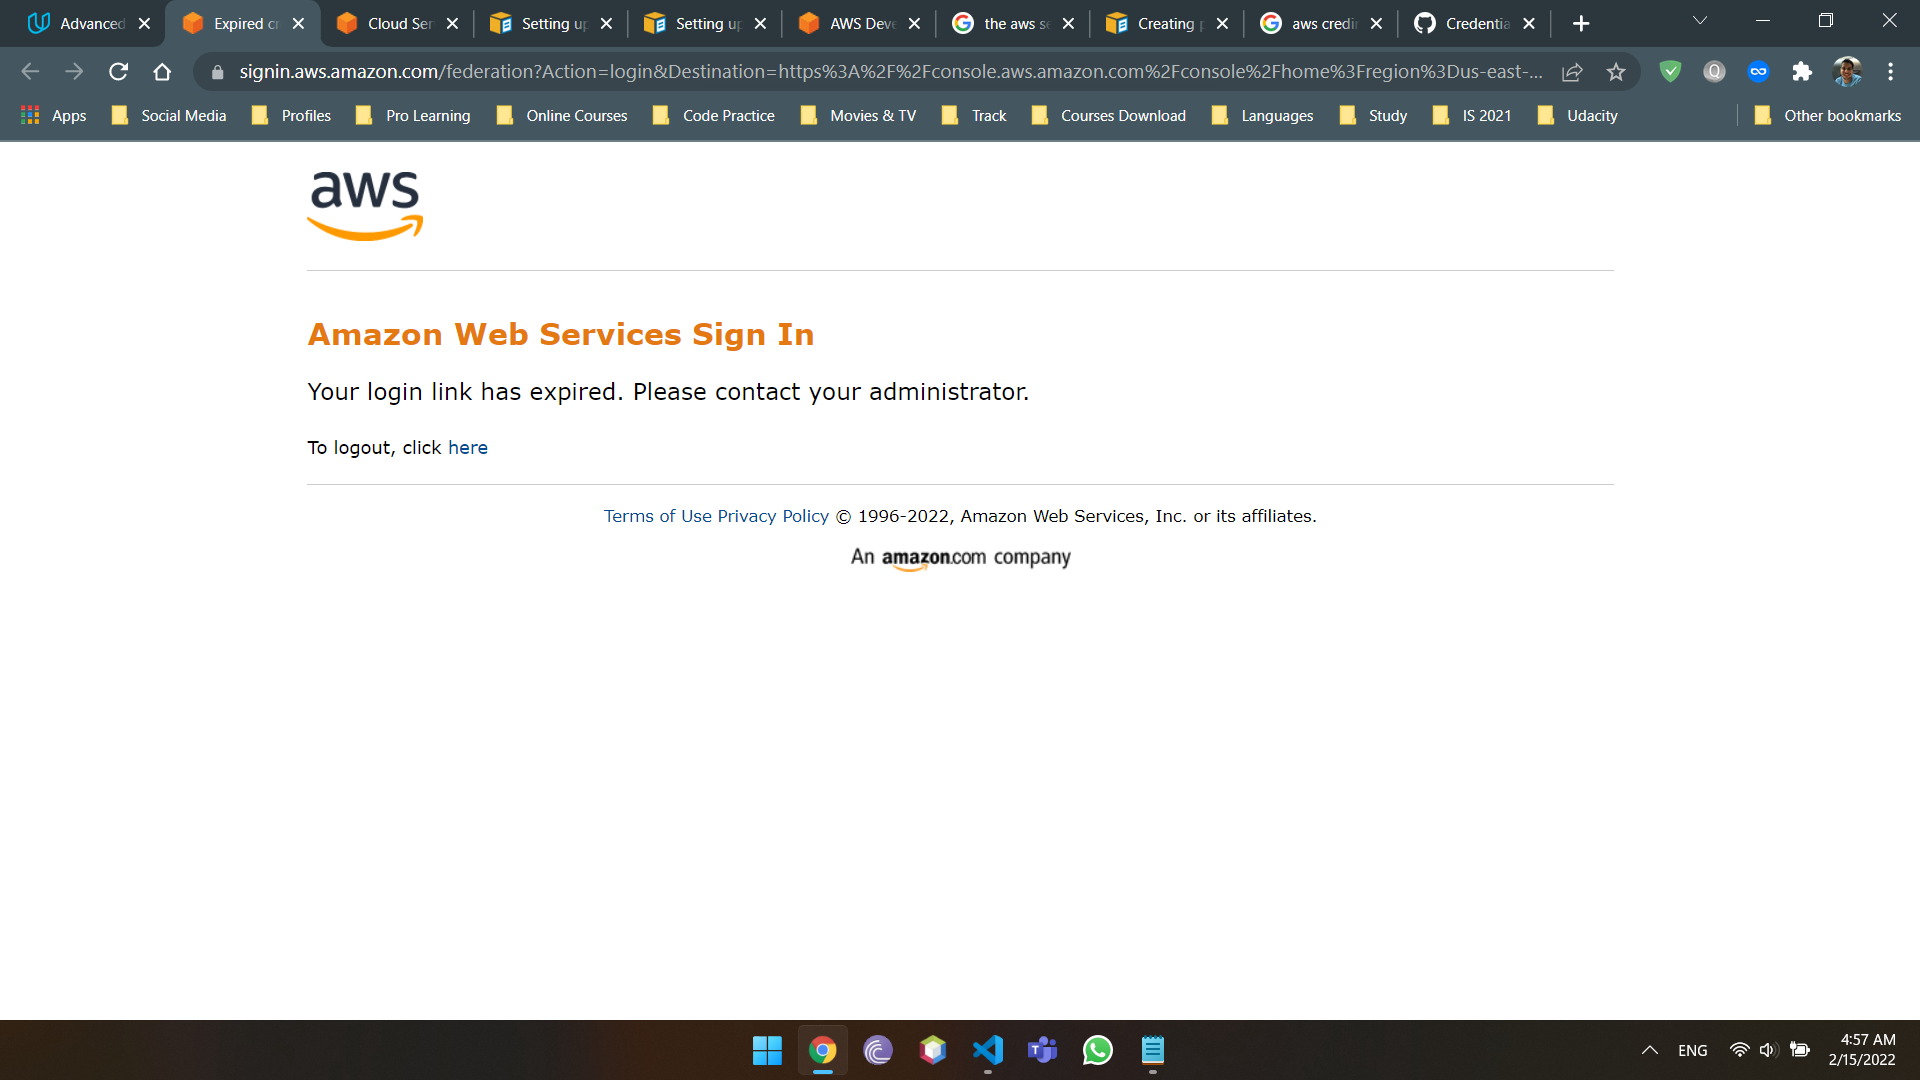 Advanced
Expired cr
Cloud Ser
Setting up
Setting up
AWS Deve
the aws se
Creating p
aws credin
Credentia
signin.aws.amazon.com/federation?Action=login&Destination=https%3A%2F%2Fconsole.aws.amazon.com%2Fconsole%2Fhome%3Fregion%3Dus-east-...
Q
Apps
Social Media
Profiles
Pro Learning
Online Courses
Code Practice
Movies & TV
Track
Courses Download
Languages
Study
IS 2021
Udacity
Other bookmarks
aws
Amazon Web Services Sign In
Your login link has expired. Please contact your administrator.
To logout, click here
Terms of Use Privacy Policy © 1996-2022, Amazon Web Services, Inc. or its affiliates.
An amazon.com company
ENG
4:57 AM
2/15/2022